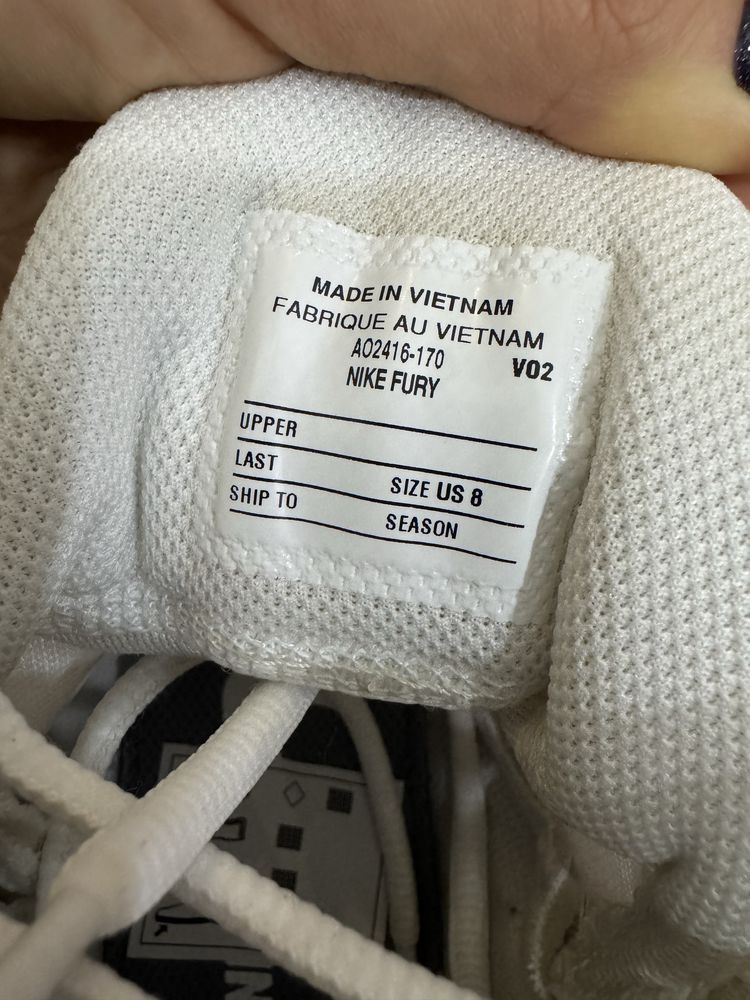 MADE IN VIETNAM
FABRIQUE AU VIETNAM
AO2416-170 V02
NIKE FURY
UPPER
LAST
SIZE US 8
SHIP TO
SEASON